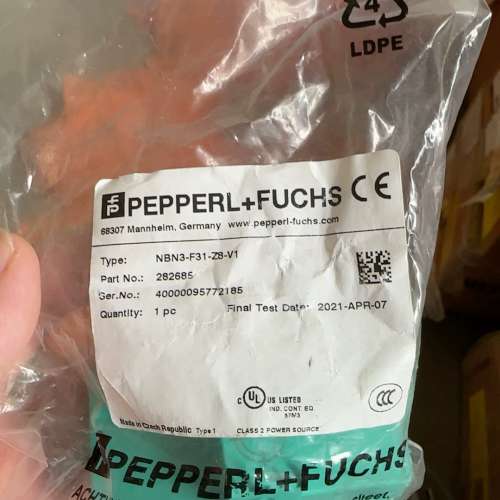 4
LDPE
PEPPERL+FUCHS CE
68307 Mannheim, Germany www.pepperl-fuchs.com
Type: NBN3-F31-Z8-V1
Part No.: 282685
Ser.No.: 40000095772185
Quantity: 1 pc Final Test Date: 2021-APR-07
UL US LISTED
IND. CONT. EQ
57M3
CCC
Made in Czech Republic Type 1 CLASS 2 POWER SOURCE
PEPPERL+FUCHS